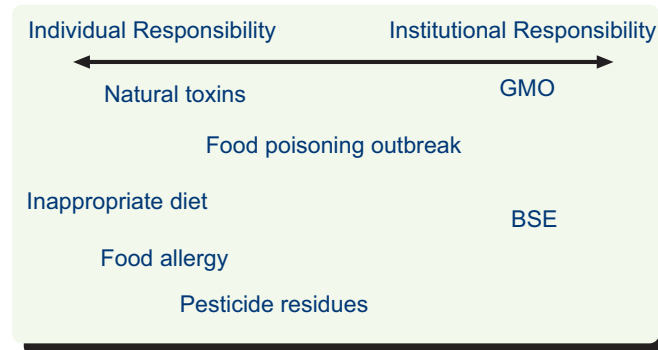 Individual Responsibility
Institutional Responsibility
Natural toxins
GMO
Food poisoning outbreak
Inappropriate diet
BSE
Food allergy
Pesticide residues